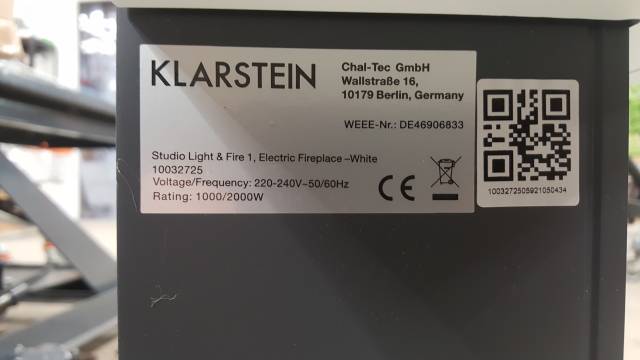 KLARSTEIN
Chal-Tec GmbH
Wallstraße 16,
10179 Berlin, Germany
WEEE-Nr.: DE46906833
Studio Light & Fire 1, Electric Fireplace –White
10032725
Voltage/Frequency: 220-240V~50/60Hz
Rating: 1000/2000W
CE
1003272505921050434